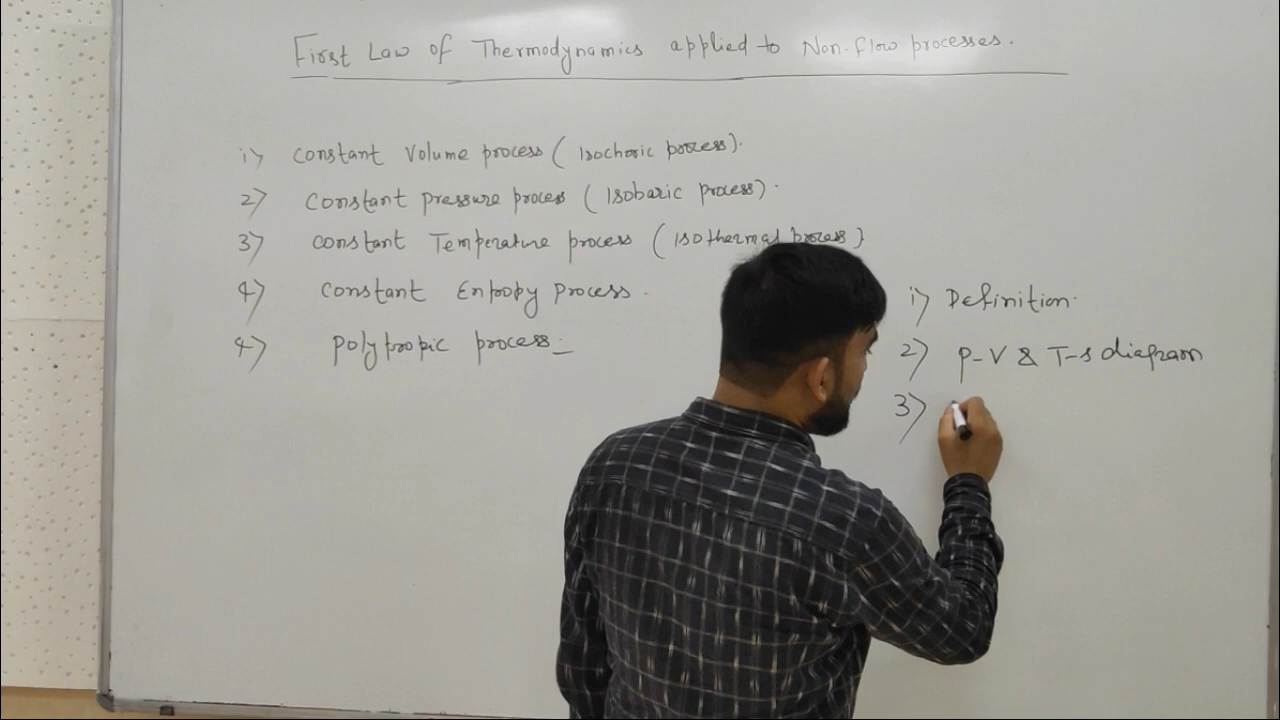 First Law of Thermodynamics applied to Non-flow processes.
1) Constant Volume process (Isochoric process).
2) Constant pressure process (Isobaric process).
3) Constant Temperature process (Isothermal process)
4) Constant Entropy process.
4) polytropic process:-
1) Definition.
2) P-V & T-s diagram
3)